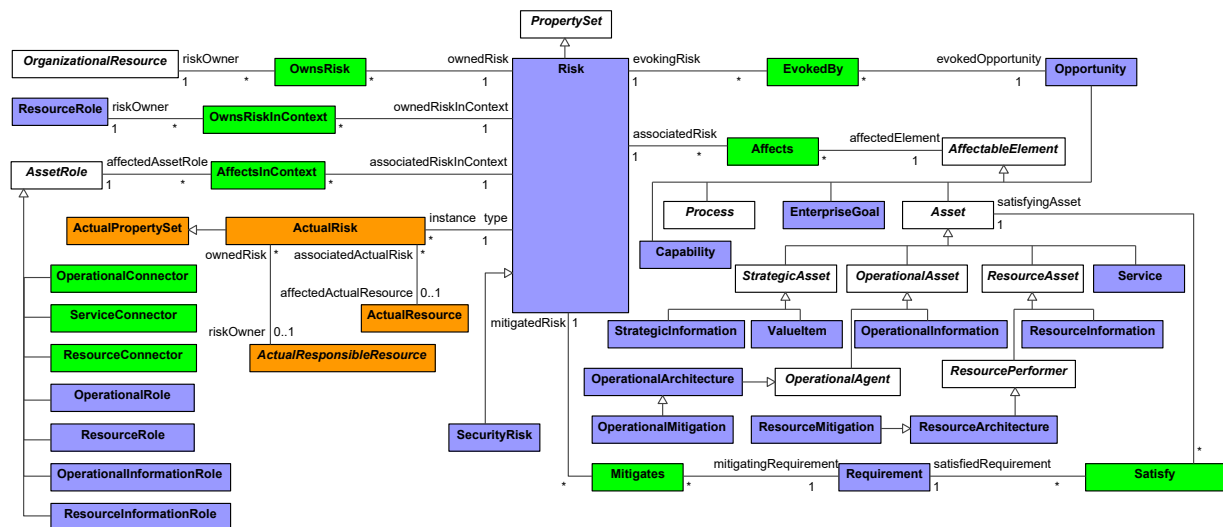 PropertySet
OrganizationalResource
riskOwner
1
*
OwnsRisk
*
ownedRisk
1
Risk
evokingRisk
1
*
EvokedBy
*
evokedOpportunity
1
Opportunity
ResourceRole
riskOwner
1
*
OwnsRiskInContext
*
ownedRiskInContext
1
associatedRisk
1
*
Affects
*
affectedElement
1
AffectableElement
AssetRole
affectedAssetRole
1
*
AffectsInContext
*
associatedRiskInContext
1
Process
EnterpriseGoal
Asset
satisfyingAsset
1
ActualPropertySet
ActualRisk
instance
*
type
1
Capability
ownedRisk
*
associatedActualRisk
*
OperationalConnector
StrategicAsset
OperationalAsset
ResourceAsset
Service
affectedActualResource
0..1
ServiceConnector
ActualResource
mitigatedRisk
1
StrategicInformation
ValueItem
OperationalInformation
ResourceInformation
riskOwner
0..1
ResourceConnector
ActualResponsibleResource
OperationalArchitecture
OperationalAgent
ResourcePerformer
OperationalRole
ResourceRole
SecurityRisk
OperationalMitigation
ResourceMitigation
ResourceArchitecture
OperationalInformationRole
*
Mitigates
*
mitigatingRequirement
1
Requirement
satisfiedRequirement
1
*
Satisfy
*
ResourceInformationRole